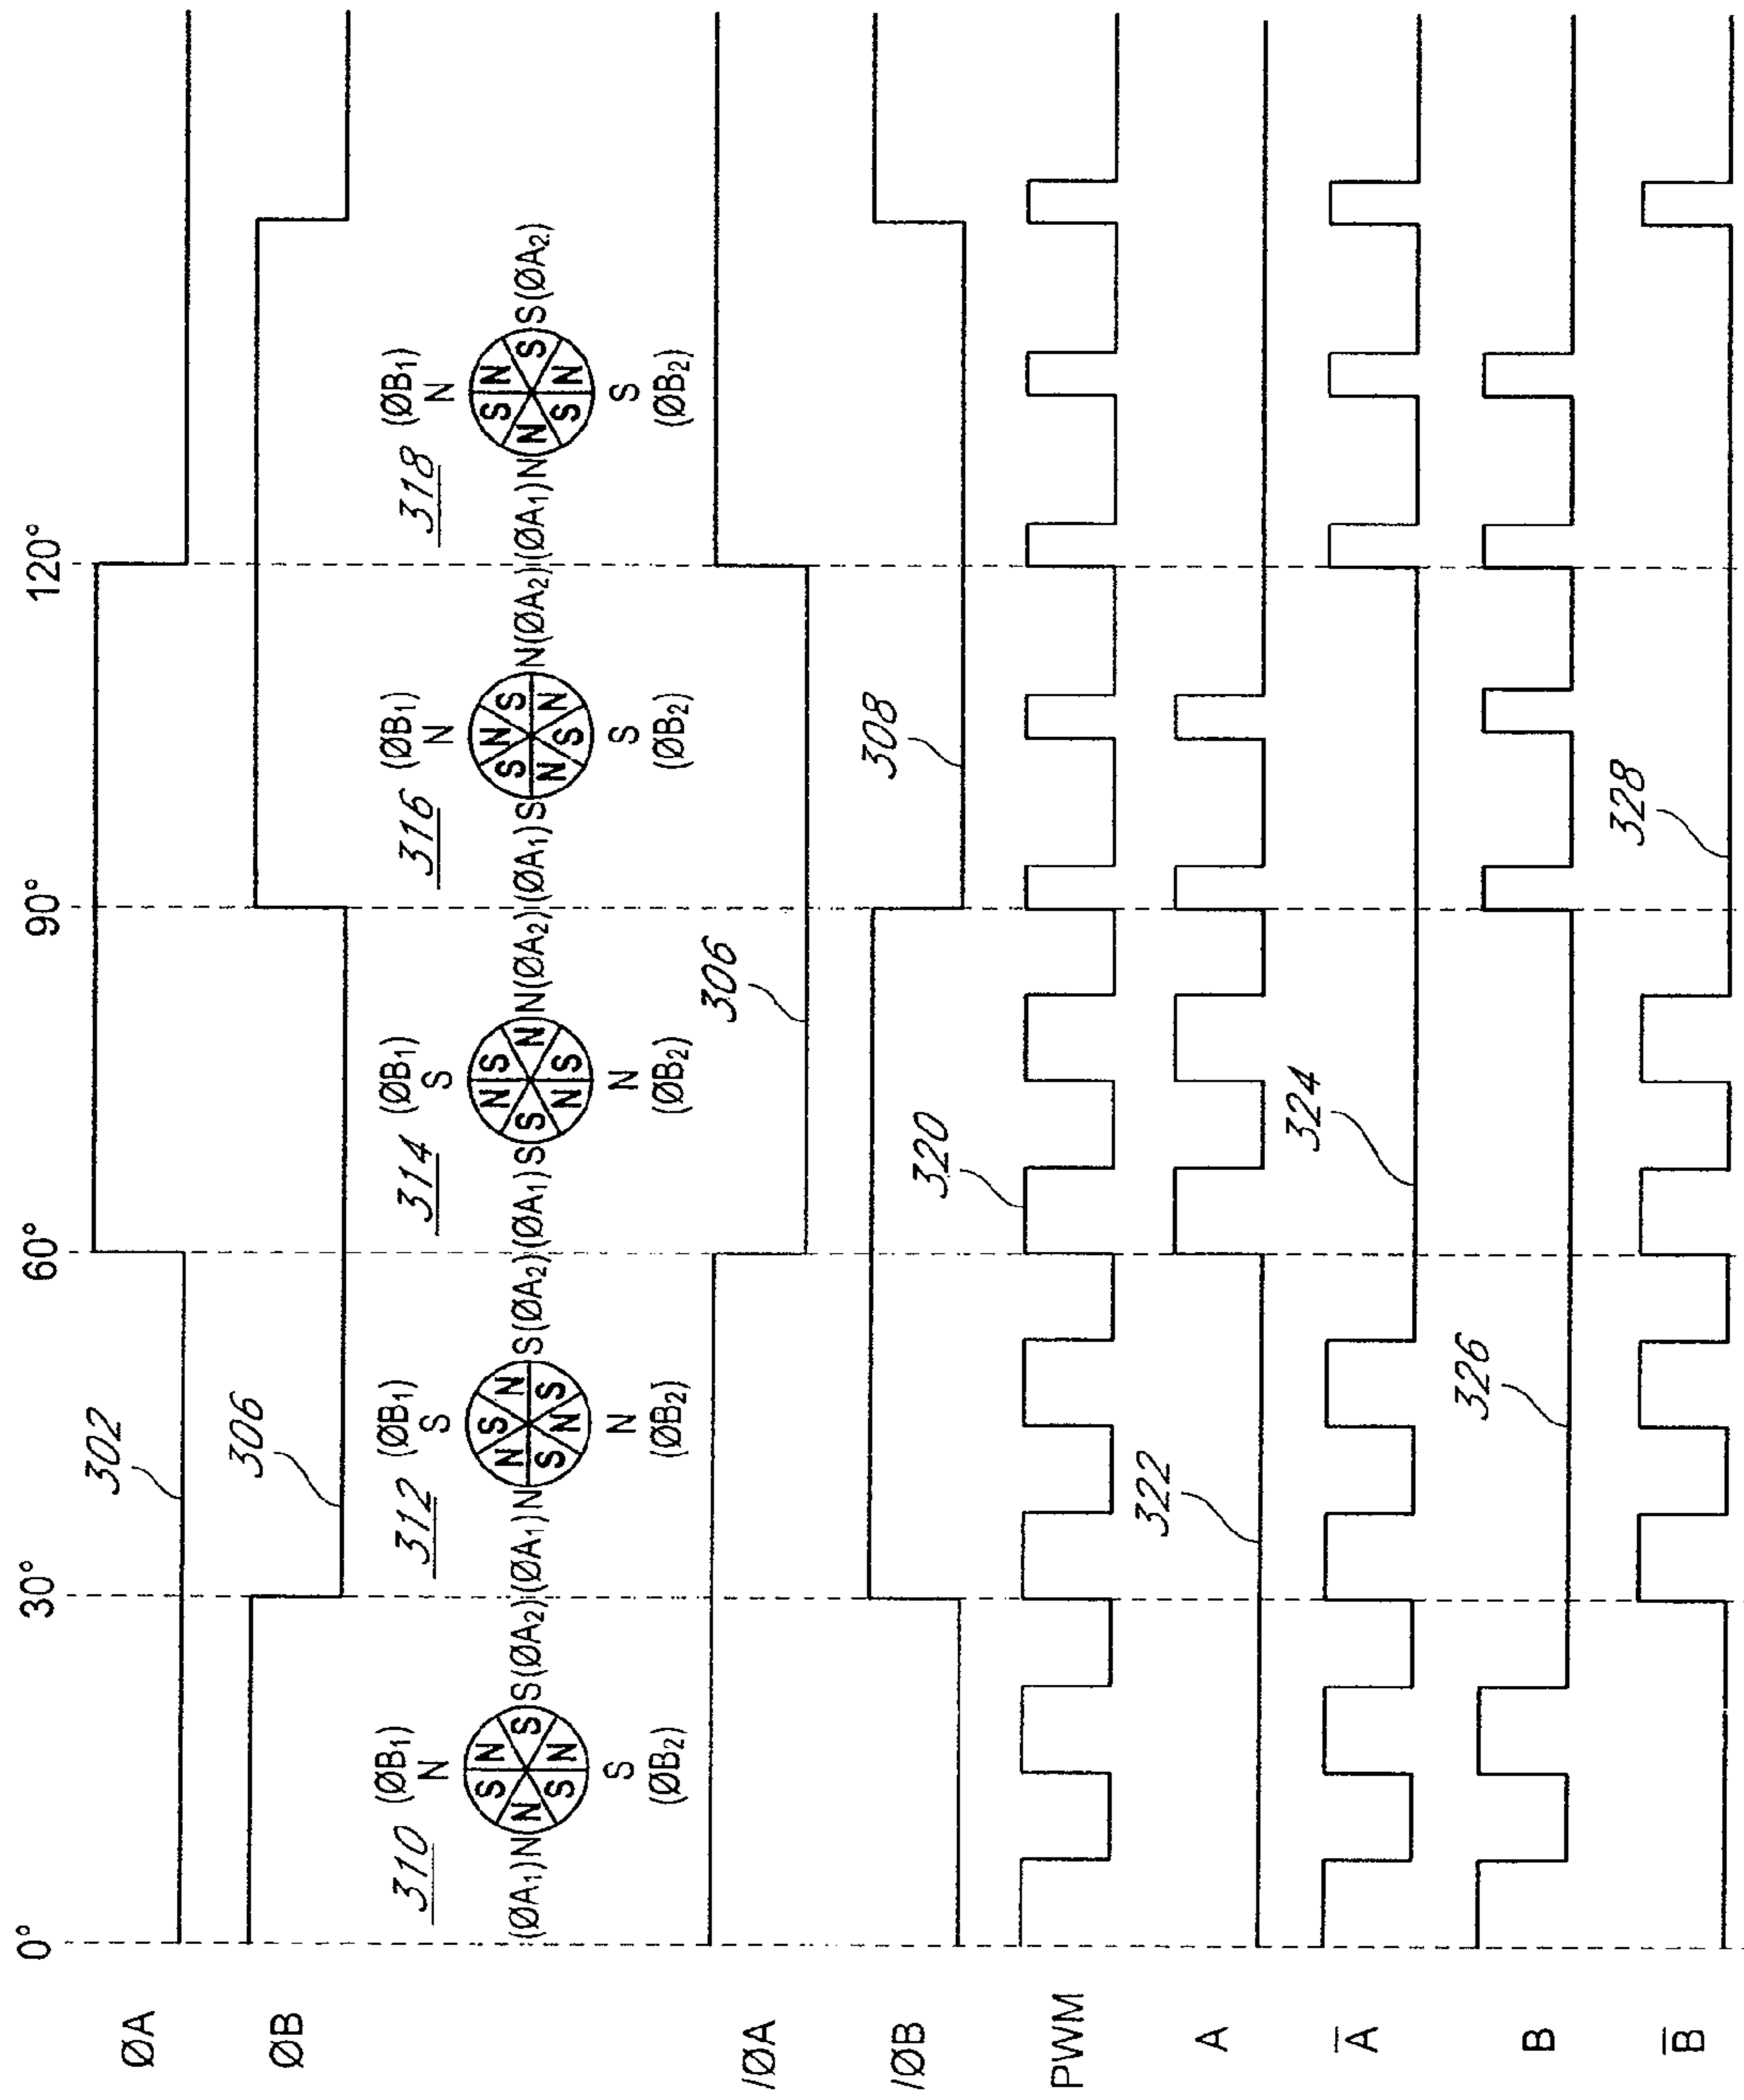 0° 30° 60° 90° 120°
ØA
302
ØB
306
310 312 314 316 318
(ØB1) (ØB1) (ØB1) (ØB1) (ØB1)
N S S N N
S N N S S N S N S S N
(ØA1) N N S S (ØA2) (ØA1) N N S (ØA2) (ØA1) S S N N (ØA2) (ØA1) S S N (ØA2) (ØA1) N N S S (ØA2)
S N S N S N S N S N S N
S N N S S
(ØB2) (ØB2) (ØB2) (ØB2) (ØB2)
/ØA
306
/ØB
308
PWM
320
A
322
A̅
324
B
326
B̅
328